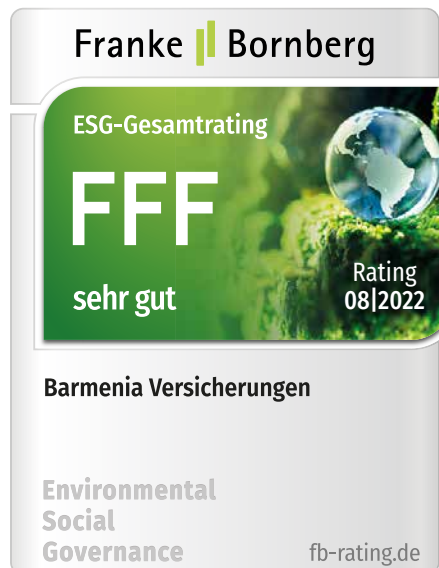 Franke Bornberg
ESG-Gesamtrating
FFF
sehr gut
Rating
08|2022
Barmenia Versicherungen
Environmental
Social
Governance
fb-rating.de